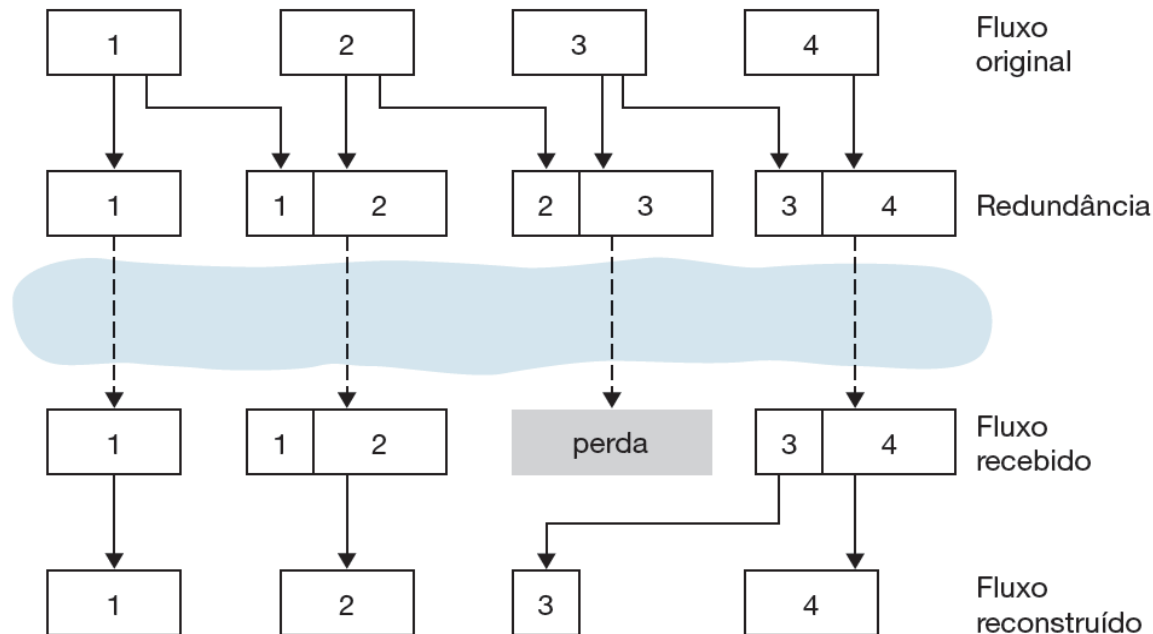 1 2 3 4 Fluxo
original
1 1 2 2 3 3 4 Redundância
1 1 2 perda 3 4 Fluxo
recebido
1 2 3 4 Fluxo
reconstruído